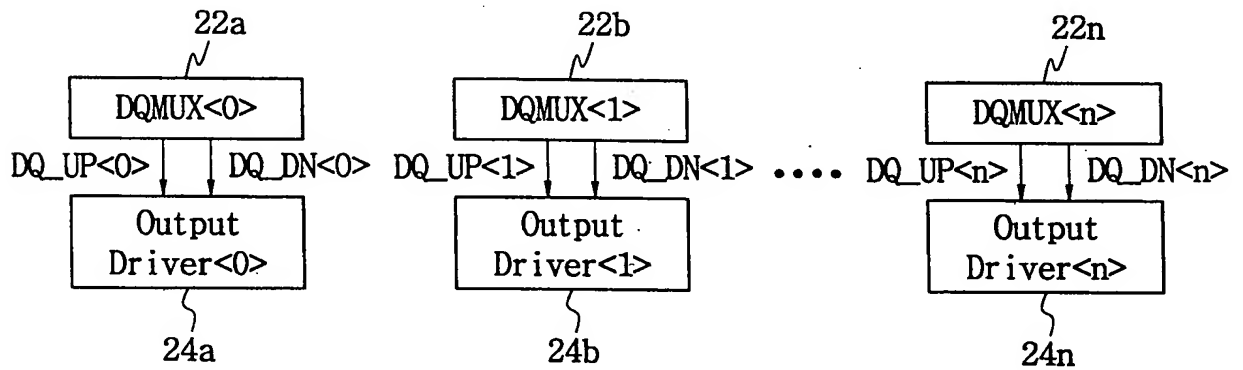 22a
22b
22n
DQMUX<0>
DQMUX<1>
DQMUX<n>
DQ_UP<0> DQ_DN<0>
DQ_UP<1> DQ_DN<1>
DQ_UP<n> DQ_DN<n>
Output
Driver<0>
Output
Driver<1>
Output
Driver<n>
24a
24b
24n